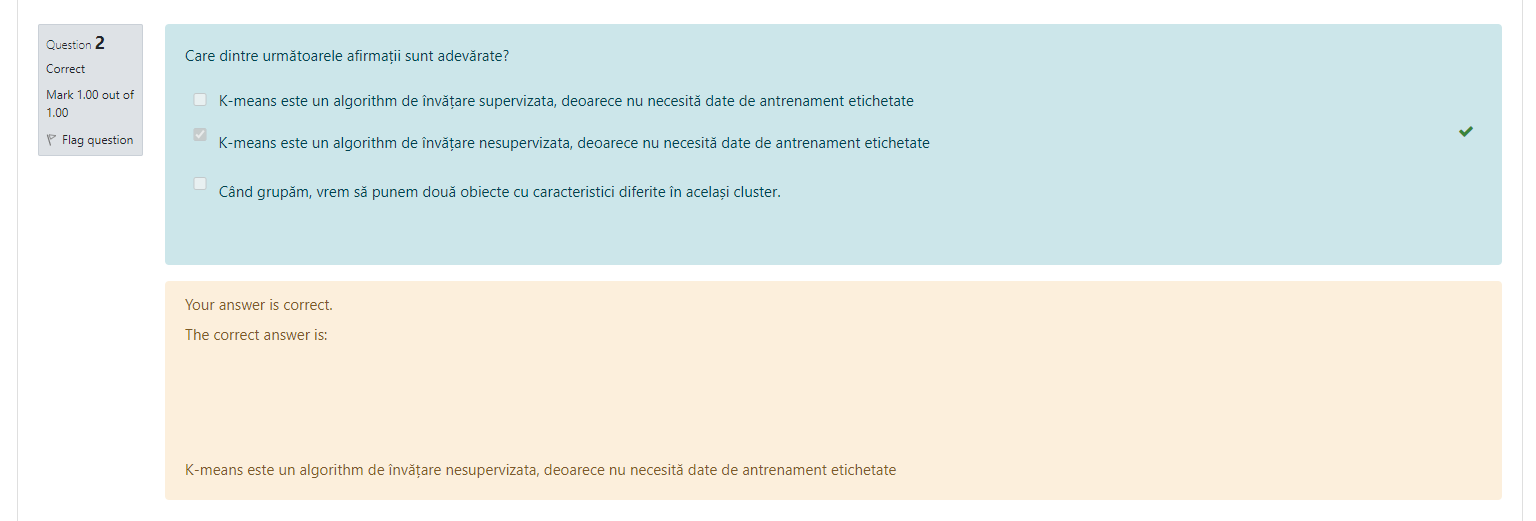 Question 2
Correct
Mark 1.00 out of
1.00
Flag question
Care dintre următoarele afirmații sunt adevărate?
K-means este un algorithm de învățare supervizata, deoarece nu necesită date de antrenament etichetate
K-means este un algorithm de învățare nesupervizata, deoarece nu necesită date de antrenament etichetate
Când grupăm, vrem să punem două obiecte cu caracteristici diferite în același cluster.
Your answer is correct.
The correct answer is:
K-means este un algorithm de învățare nesupervizata, deoarece nu necesită date de antrenament etichetate